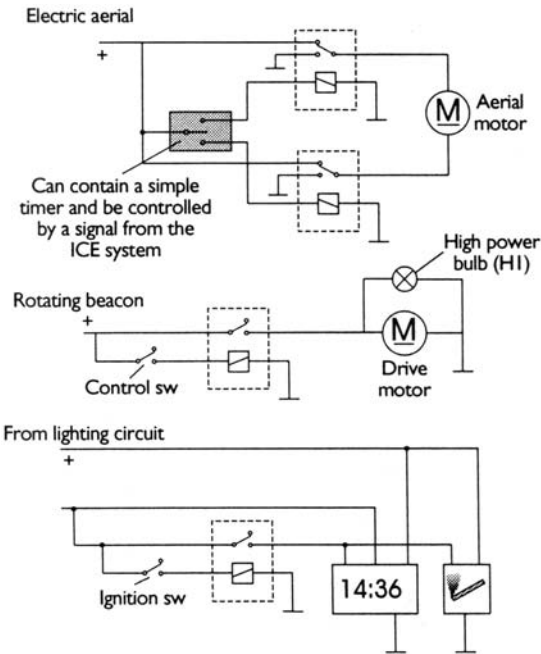 Electric aerial
+
M
Aerial
motor
Can contain a simple
timer and be controlled
by a signal from the
ICE system
High power
bulb (H1)
Rotating beacon
+
M
Control sw
Drive
motor
From lighting circuit
+
14:36
Ignition sw